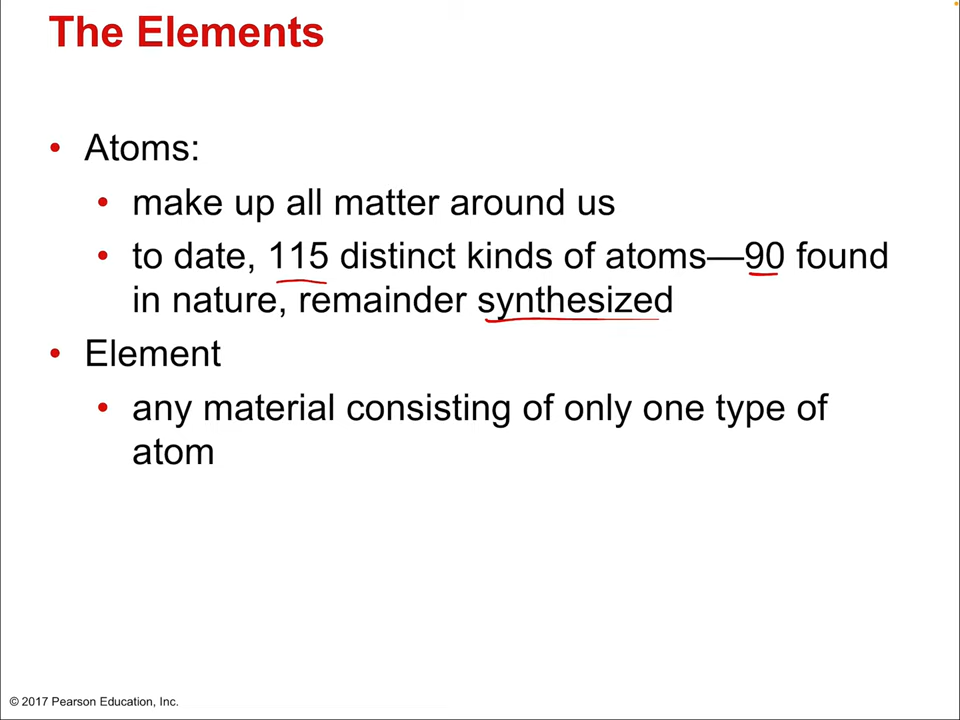 The Elements
• Atoms:
• make up all matter around us
• to date, 115 distinct kinds of atoms—90 found
in nature, remainder synthesized
• Element
• any material consisting of only one type of
atom
© 2017 Pearson Education, Inc.